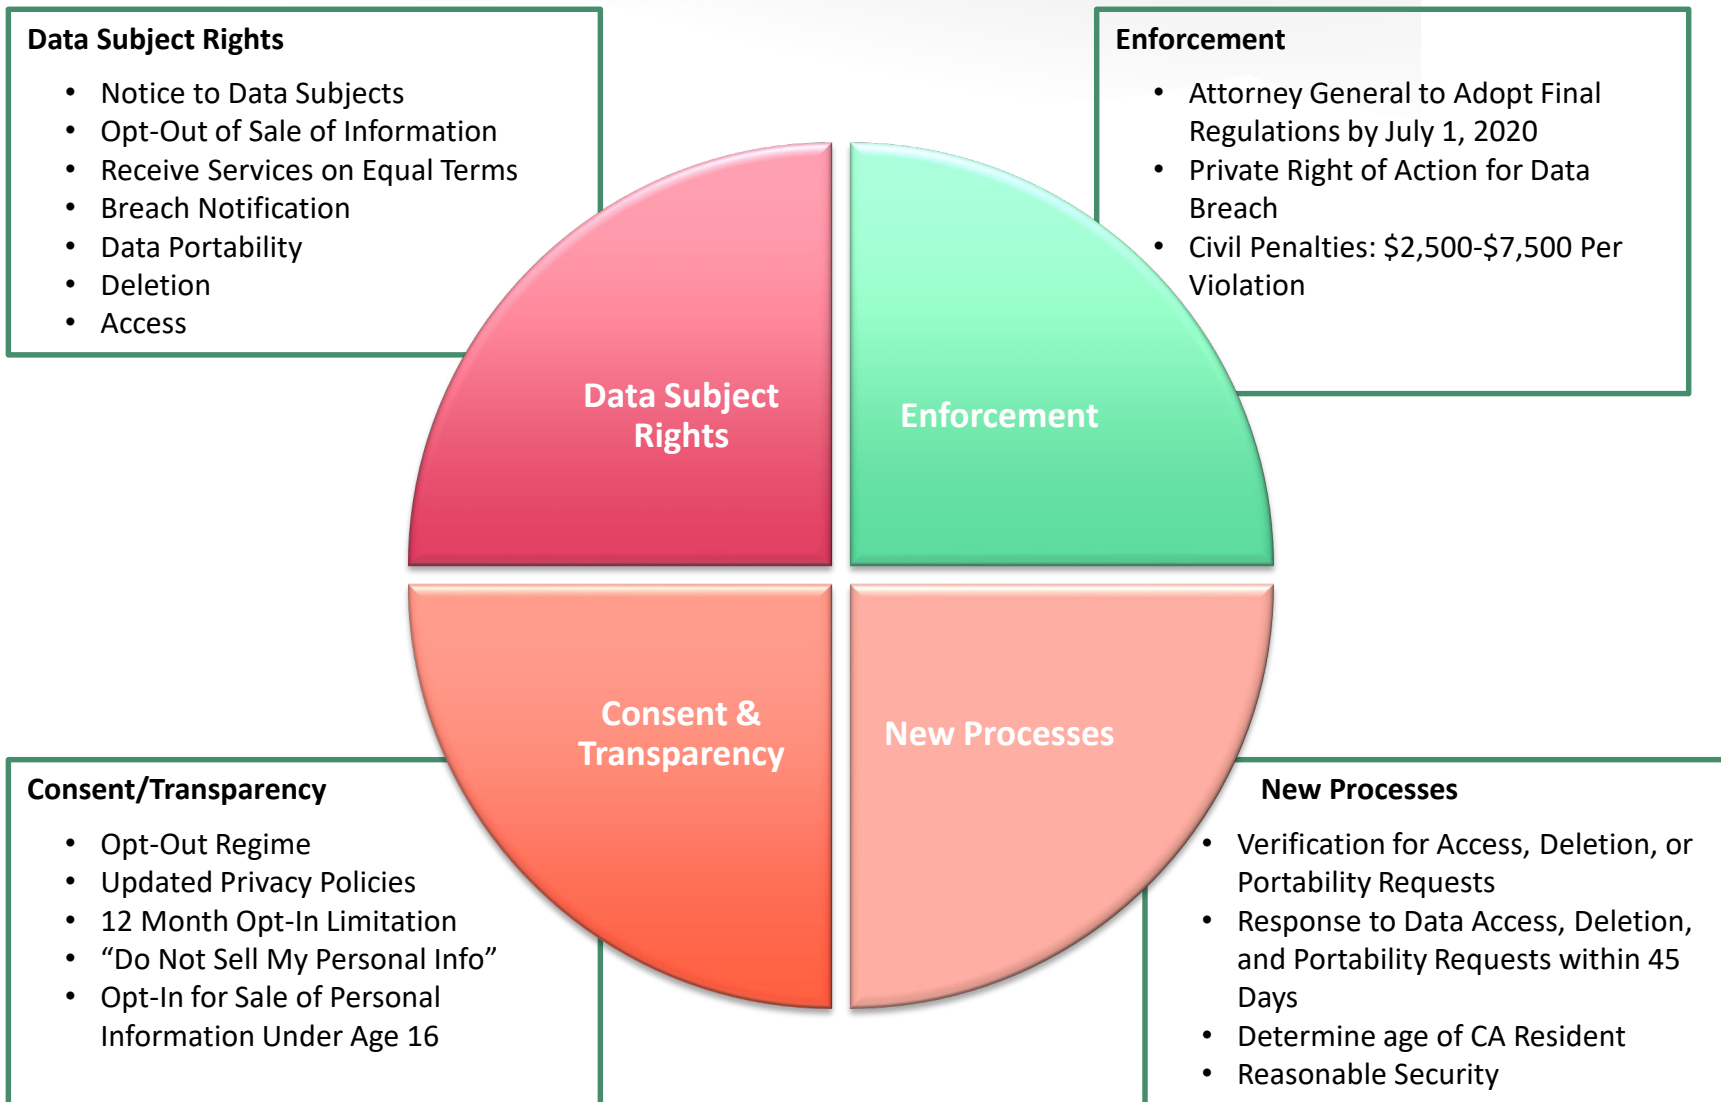 Data Subject Rights
• Notice to Data Subjects
• Opt-Out of Sale of Information
• Receive Services on Equal Terms
• Breach Notification
• Data Portability
• Deletion
• Access
Enforcement
• Attorney General to Adopt Final
Regulations by July 1, 2020
• Private Right of Action for Data
Breach
• Civil Penalties: $2,500-$7,500 Per
Violation
Data Subject
Rights
Enforcement
Consent &
Transparency
New Processes
Consent/Transparency
• Opt-Out Regime
• Updated Privacy Policies
• 12 Month Opt-In Limitation
• “Do Not Sell My Personal Info”
• Opt-In for Sale of Personal
Information Under Age 16
New Processes
• Verification for Access, Deletion, or
Portability Requests
• Response to Data Access, Deletion,
and Portability Requests within 45
Days
• Determine age of CA Resident
• Reasonable Security